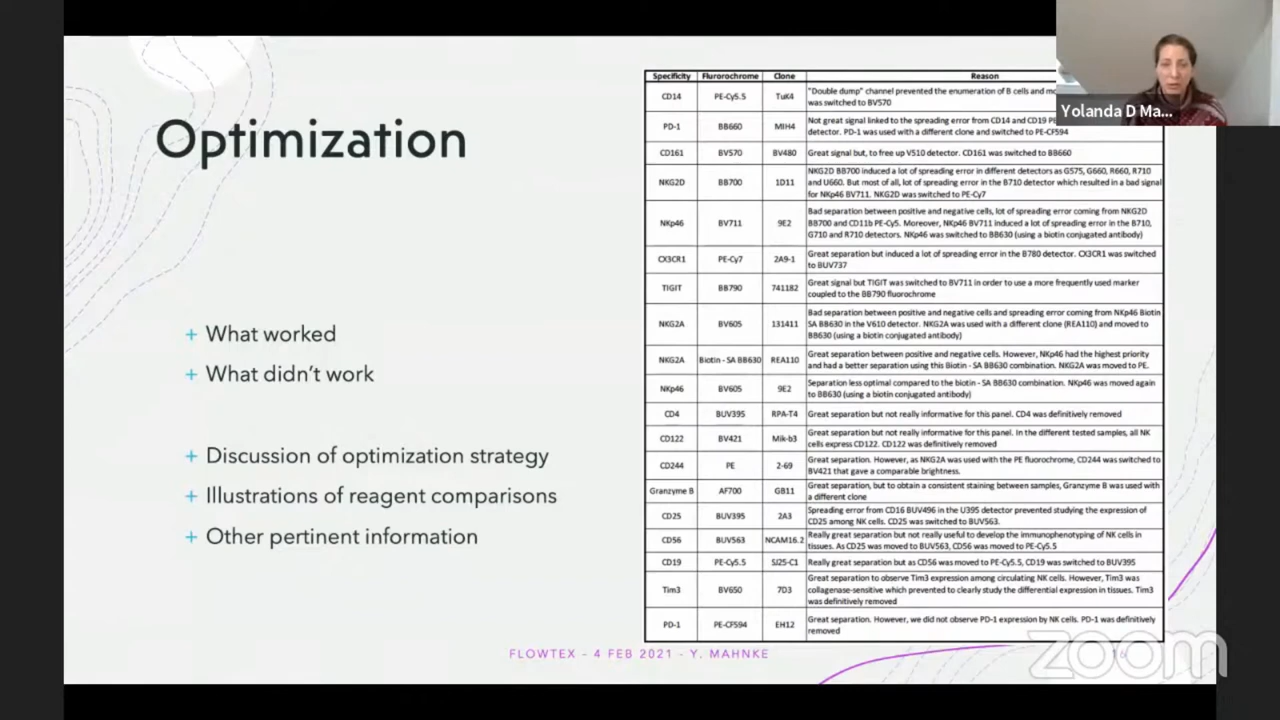 Optimization
+ What worked
+ What didn't work
+ Discussion of optimization strategy
+ Illustrations of reagent comparisons
+ Other pertinent information
Specificity Flurorochrome Clone Reason
CD14 PE-Cy5.5 TuK4 "Double dump" channel prevented the enumeration of B cells and
was switched to BV570
PD-1 BB660 MIH4 Not great signal linked to the spreading error from CD14 and CD19
detector. PD-1 was used with a different clone and switched to PE-CF594
CD161 BV570 BV480 Great signal but, to free up V510 detector. CD161 was switched to BB660
NKG2D BB700 1D11 NKG2D BB700 induced a lot of spreading error in different detectors as G575, G660, R660, R710
and U660. But most of all, lot of spreading error in the B710 detector which resulted in a bad signal
for NKp46 BV711. NKG2D was switched to PE-Cy7
NKp46 BV711 9E2 Bad separation between positive and negative cells, lot of spreading error coming from NKG2D
BB700 and CD11b PE-Cy5. Moreover, NKp46 BV711 induced a lot of spreading error in the B710,
G710 and R710 detectors. NKp46 was switched to BB630 (using a biotin conjugated antibody)
CX3CR1 PE-Cy7 2A9-1 Great separation but induced a lot of spreading error in the B780 detector. CX3CR1 was switched
to BUV737
TIGIT BB790 741182 Great signal but TIGIT was switched to BV711 in order to use a more frequently used marker
coupled to the BB790 fluorochrome
NKG2A BV605 131411 Bad separation between positive and negative cells and spreading error coming from NKp46 Biotin
SA BB630 in the V610 detector. NKG2A was used with a different clone (REA110) and moved to
BB630 (using a biotin conjugated antibody)
NKG2A Biotin - SA BB630 REA110 Great separation between positive and negative cells. However, NKp46 had the highest priority
and had a better separation using this Biotin - SA BB630 combination. NKG2A was moved to PE.
NKp46 BV605 9E2 Separation less optimal compared to the biotin - SA BB630 combination. NKp46 was moved again
to BB630 (using a biotin conjugated antibody)
CD4 BUV395 RPA-T4 Great separation but not really informative for this panel. CD4 was definitively removed
CD122 BV421 Mik-b3 Great separation but not really informative for this panel. In the different tested samples, all NK
cells express CD122. CD122 was definitively removed
CD244 PE 2-69 Great separation. However, as NKG2A was used with the PE fluorochrome, CD244 was switched to
BV421 that gave a comparable brightness.
Granzyme B AF700 GB11 Great separation, but to obtain a consistent staining between samples, Granzyme B was used with
a different clone
CD25 BUV395 2A3 Spreading error from CD16 BUV496 in the U395 detector prevented studying the expression of
CD25 among NK cells. CD25 was switched to BUV563.
CD56 BUV563 NCAM16.2 Really great separation but not really useful to develop the immunophenotyping of NK cells in
tissues. As CD25 was moved to BUV563, CD56 was moved to PE-Cy5.5
CD19 PE-Cy5.5 SJ25-C1 Really great separation but as CD56 was moved to PE-Cy5.5, CD19 was switched to BUV395
Tim3 BV650 7D3 Great separation to observe Tim3 expression among circulating NK cells. However, Tim3 was
collagenase-sensitive which prevented to clearly study the differential expression in tissues. Tim3
was definitively removed
PD-1 PE-CF594 EH12 Great separation. However, we did not observe PD-1 expression by NK cells. PD-1 was definitively
removed
Yolanda D Ma...
FLOWTEX - 4 FEB 2021 - Y. MAHNKE
zoom